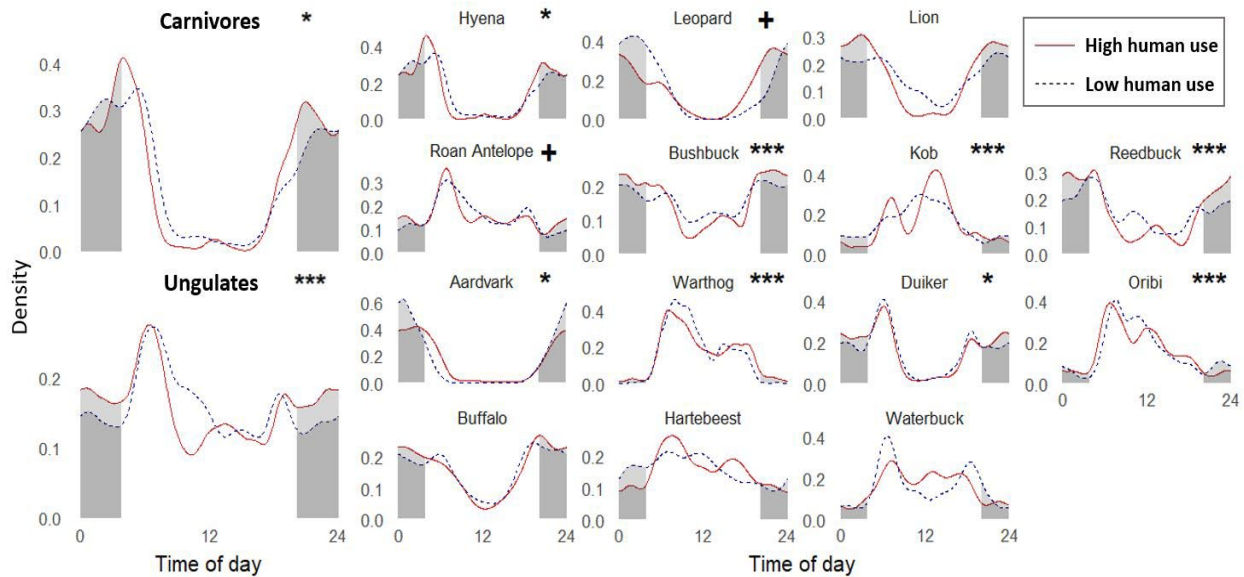 Carnivores *
0.4
0.3
0.2
0.1
0.0
Hyena *
0.4
0.2
0.0
Leopard +
0.4
0.2
0.0
Lion
0.3
0.2
0.1
0.0
High human use
Low human use
Roan Antelope +
0.3
0.2
0.1
0.0
Bushbuck ***
0.2
0.1
0.0
Kob ***
0.4
0.2
0.0
Reedbuck ***
0.3
0.2
0.1
0.0
Density
Ungulates ***
0.2
0.1
0.0
0 12 24
Time of day
Aardvark *
0.6
0.4
0.2
0.0
Warthog ***
0.4
0.2
0.0
Duiker *
0.4
0.2
0.0
Oribi ***
0.4
0.2
0.0
0 12 24
Buffalo
0.2
0.1
0.0
0 12 24
Hartebeest
0.2
0.1
0.0
0 12 24
Waterbuck
0.4
0.2
0.0
0 12 24
Time of day